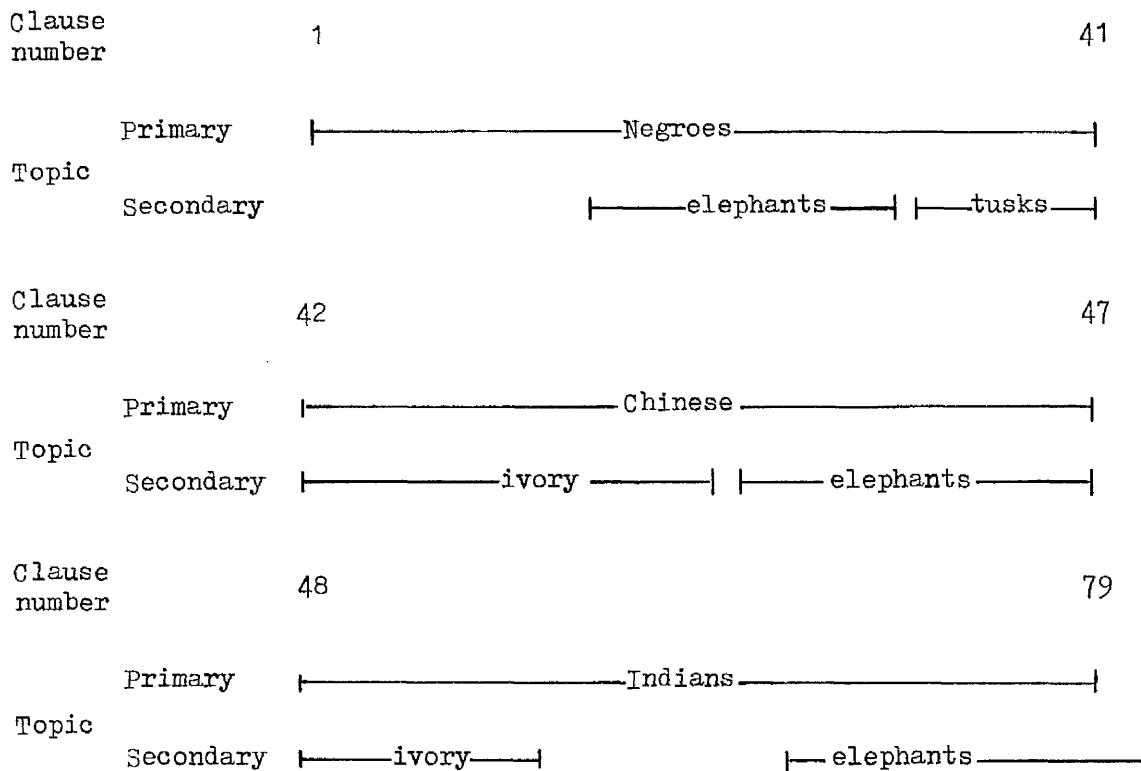 Clause
number 1 41
Primary Negroes
Topic
Secondary elephants tusks
Clause
number 42 47
Primary Chinese
Topic
Secondary ivory elephants
Clause
number 48 79
Primary Indians
Topic
Secondary ivory elephants